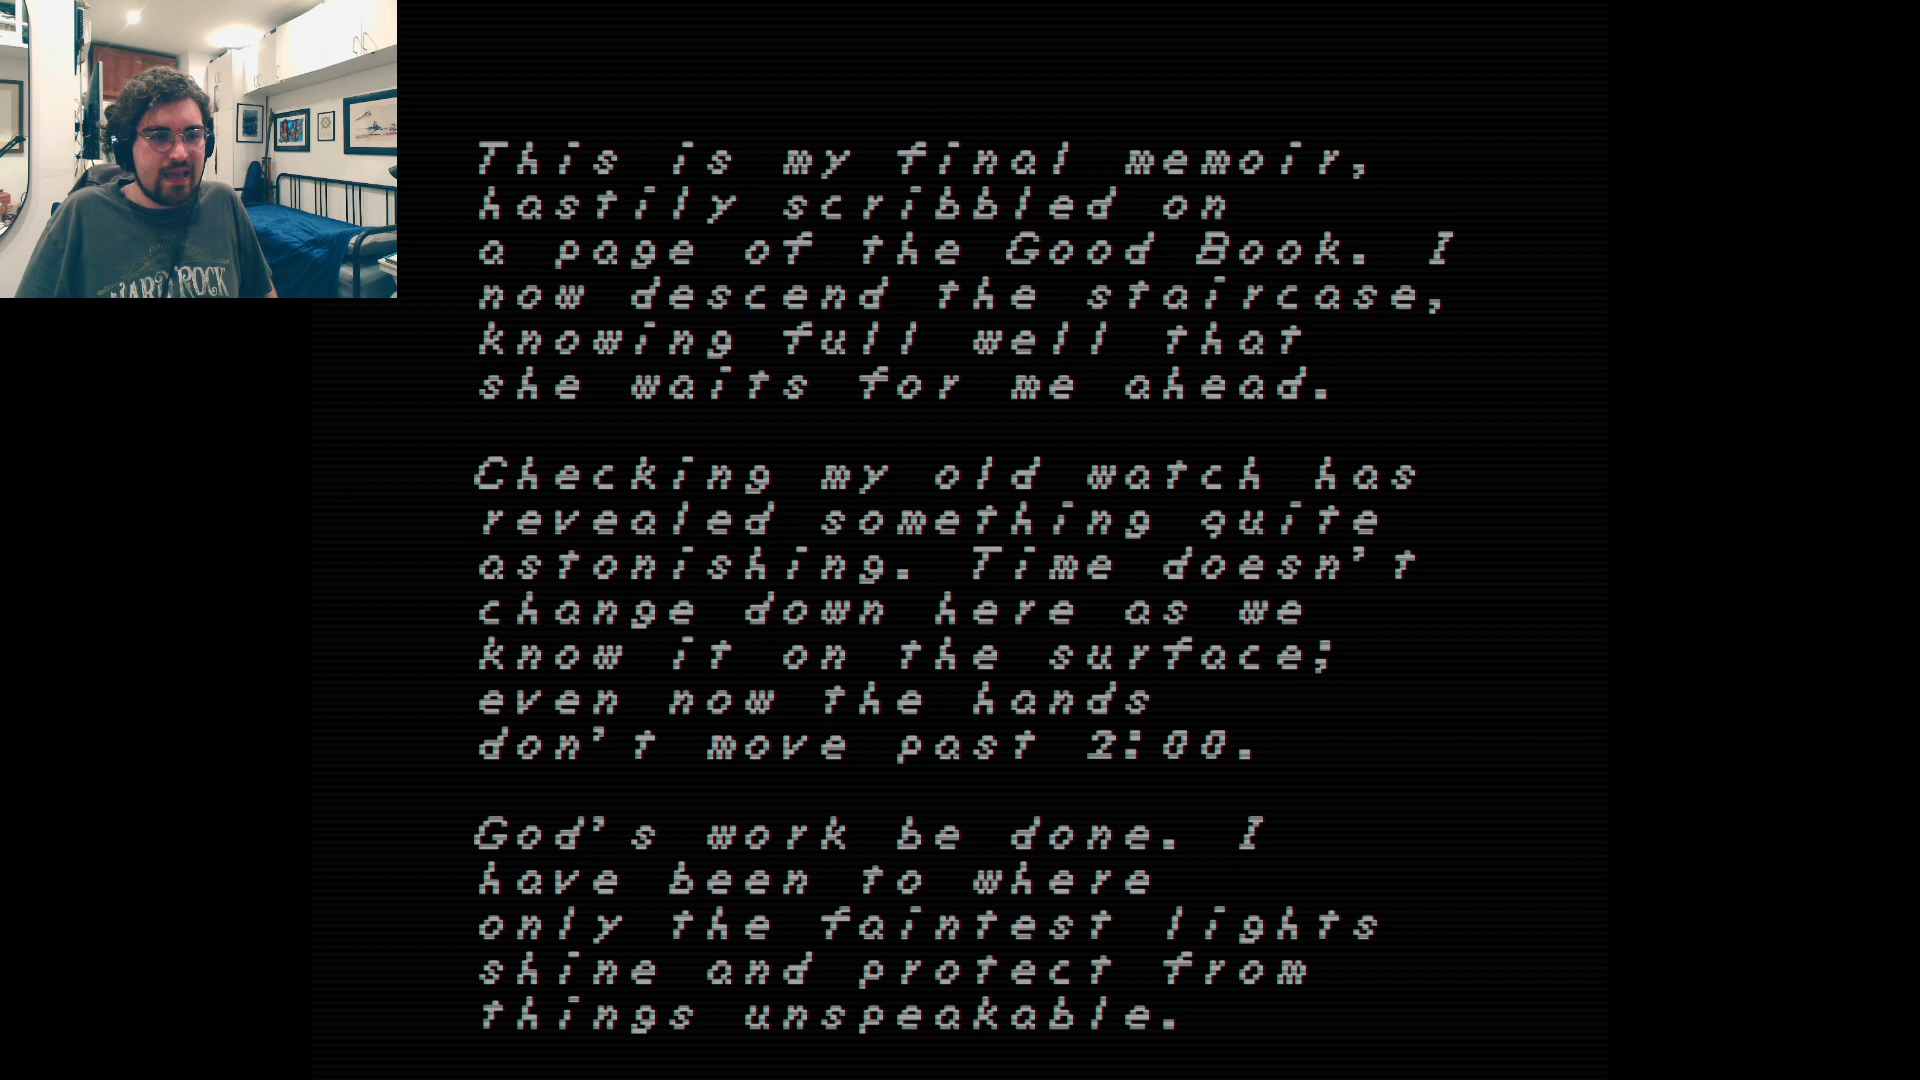 HARD ROCK
This is my final memoir,
hastily scribbled on
a page of the Good Book. I
now descend the staircase,
knowing full well that
she waits for me ahead.
Checking my old watch has
revealed something quite
astonishing. Time doesn't
change down here as we
know it on the surface;
even now the hands
don't move past 2:00.
God's work be done. I
have been to where
only the faintest lights
shine and protect from
things unspeakable.